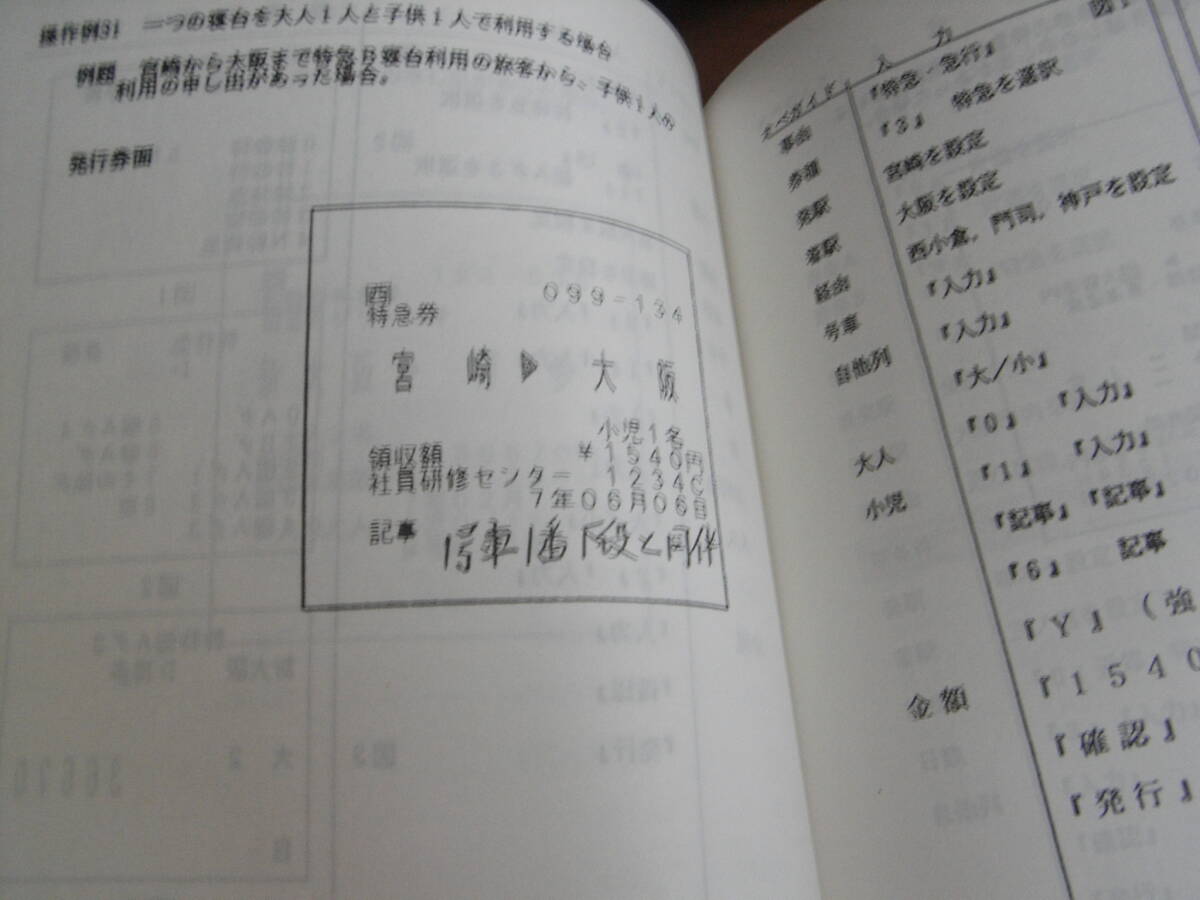 操作例31 一つの寝台を大人1人と子供1人で利用する場合
例題 宮崎から大阪まで特急B寝台利用の旅客から、子供1人の
利用の申し出があった場合。
発行券面
西 099-134
特急券
宮 崎 ▶ 大 阪
小児1名
領収額 ¥1540円
社員研修センター 1234C
7年06月06日
記事 1号車1番下段と同伴
オペガイド 入 力 図1
事由 『特急・急行』
券種 『3』 特急を選択
発駅 宮崎を設定
着駅 大阪を設定
経由 西小倉,門司,神戸を設定
号車 『入力』
自他列 『入力』
『大/小』
大人 『0』 『入力』
小児 『1』 『入力』
『記事』『記事』
『6』 記事
『Y』(強
金額 『1540
『確認』
『発行』